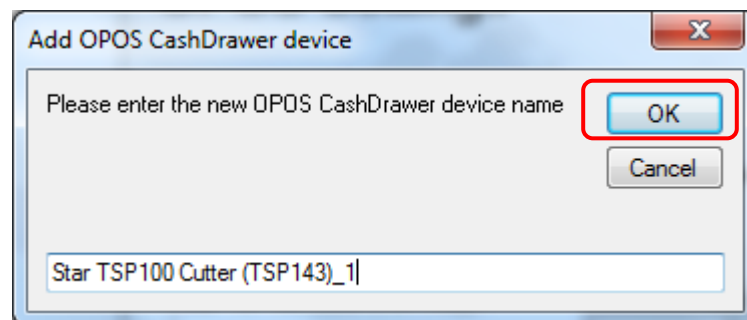 Add OPOS CashDrawer device
Please enter the new OPOS CashDrawer device name
OK
Cancel
Star TSP100 Cutter (TSP143)_1